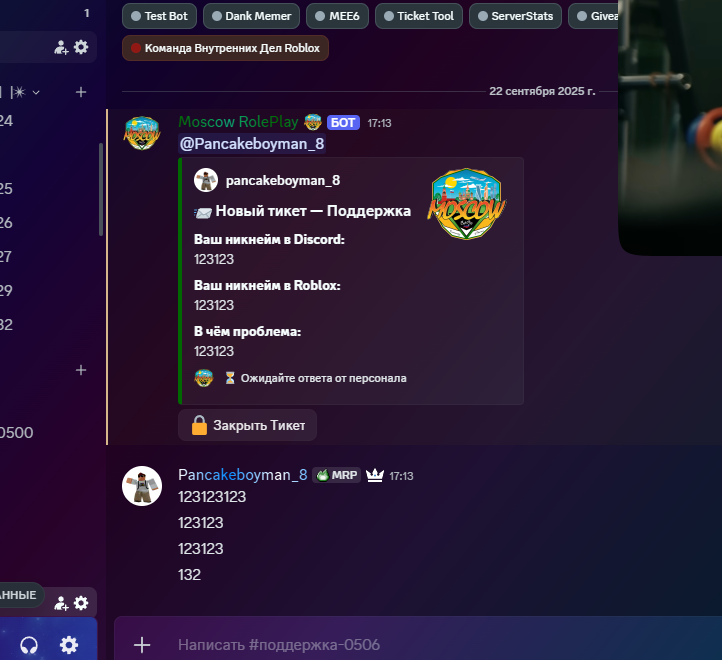 1
Test Bot
Dank Memer
MEE6
Ticket Tool
ServerStats
Givea
Команда Внутренних Дел Roblox
22 сентября 2025 г.
24
25
26
27
29
32
0500
АННЫЕ
Moscow RolePlay БОТ 17:13
@Pancakeboyman_8
pancakeboyman_8
Новый тикет — Поддержка
MOSCOW
Ваш никнейм в Discord:
123123
Ваш никнейм в Roblox:
123123
В чём проблема:
123123
Ожидайте ответа от персонала
Закрыть Тикет
Pancakeboyman_8 MRP 17:13
123123123
123123
123123
132
Написать #поддержка-0506